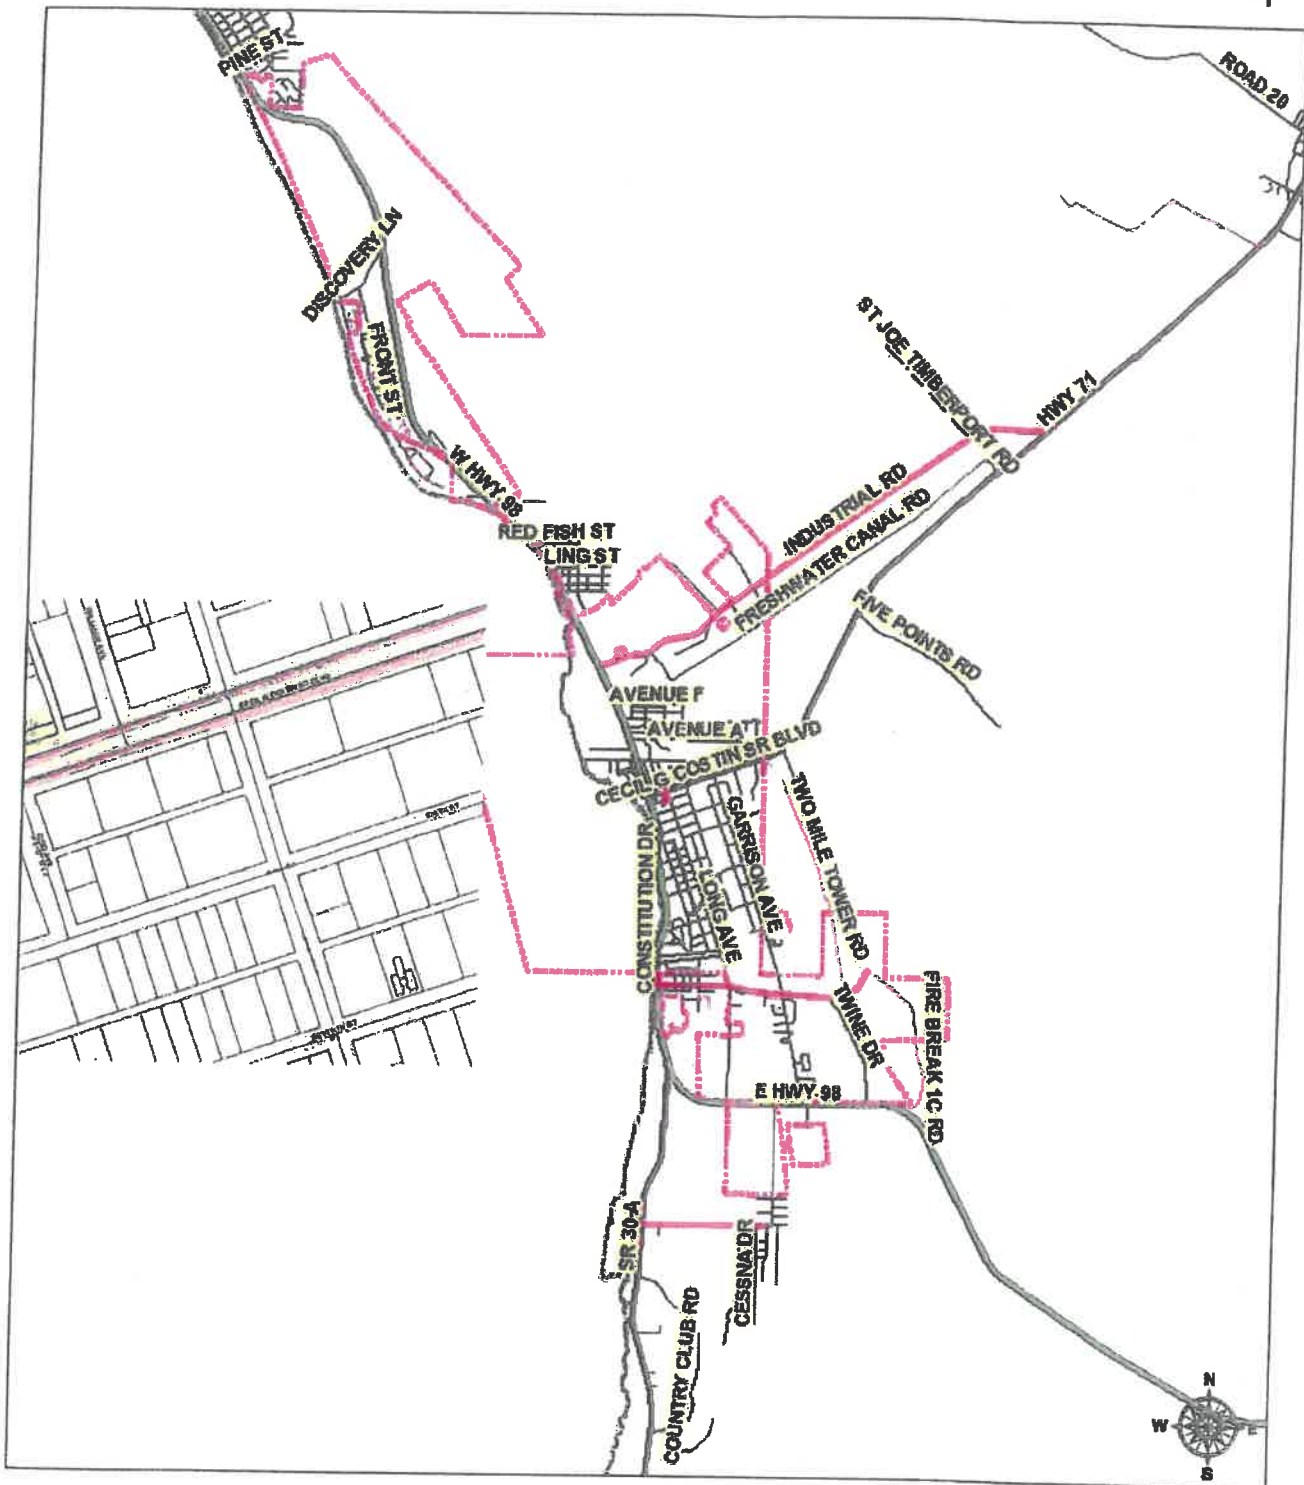 PINE ST
ROAD 20
DISCOVERY LN
FRONT ST
ST JOE TIMBERPORT RD
HWY 71
W HWY 98
INDUSTRIAL RD
RED FISH ST
LING ST
FRESHWATER CANAL RD
FIVE POINTS RD
AVENUE F
AVENUE A
CECIL G COSTIN SR BLVD
TWO MILE TOWER RD
GARRISON AVE
LONG AVE
CONSTITUTION DR
TWINE DR
FIRE BREAK 1C RD
E HWY 98
SR 30-A
CESSNA DR
COUNTRY CLUB RD
N
W
E
S